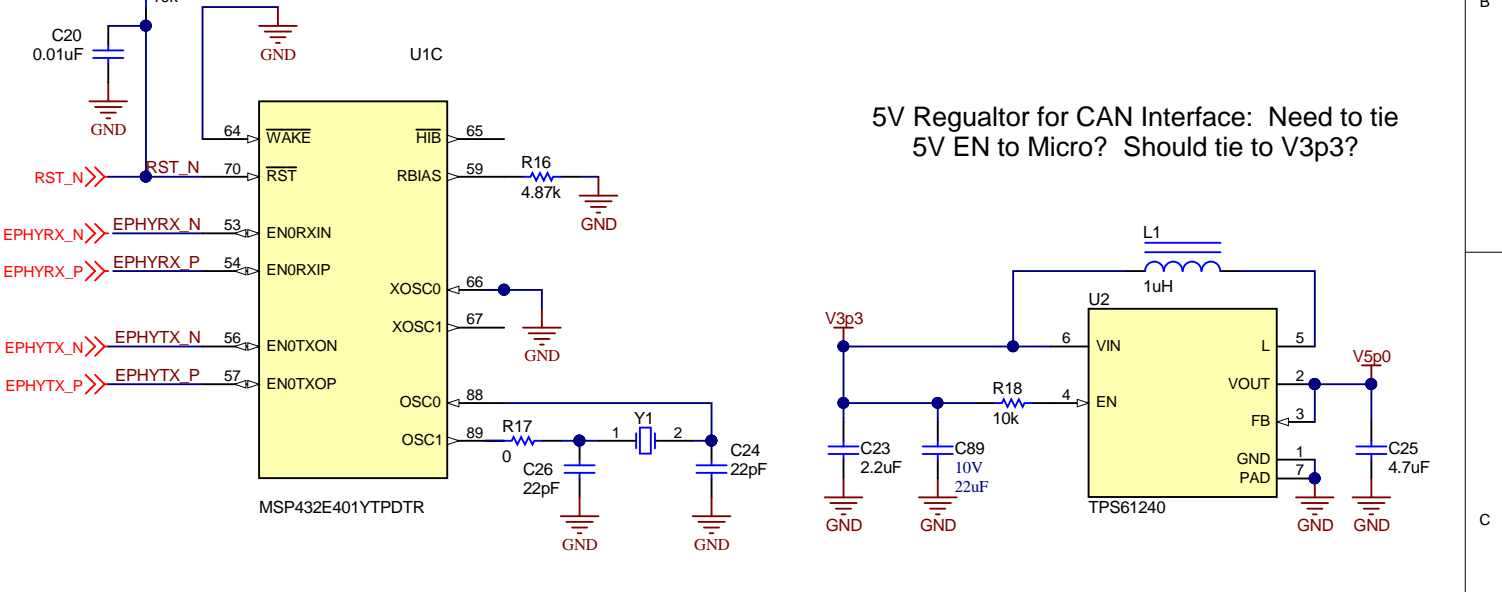 B
C20
0.01uF
GND
GND
U1C
5V Regualtor for CAN Interface: Need to tie
5V EN to Micro? Should tie to V3p3?
64
WAKE
HIB
65
RST_N
RST_N
70
RST
RBIAS
59
R16
4.87k
GND
EPHYRX_N
EPHYRX_N
53
EN0RXIN
EPHYRX_P
EPHYRX_P
54
EN0RXIP
XOSC0
66
XOSC1
67
GND
EPHYTX_N
EPHYTX_N
56
EN0TXON
EPHYTX_P
EPHYTX_P
57
EN0TXOP
OSC0
88
OSC1
89
R17
0
1
Y1
2
C26
22pF
C24
22pF
GND
GND
MSP432E401YTPDTR
L1
1uH
U2
V3p3
6
VIN
L
5
V5p0
VOUT
2
R18
10k
4
EN
FB
3
C23
2.2uF
C89
10V
22uF
GND
1
PAD
7
C25
4.7uF
GND
GND
TPS61240
GND
GND
C